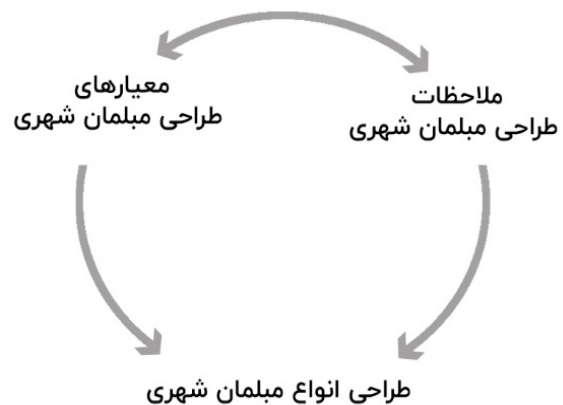 ملاحظات
طراحی مبلمان شهری
معیارهای
طراحی مبلمان شهری
طراحی انواع مبلمان شهری